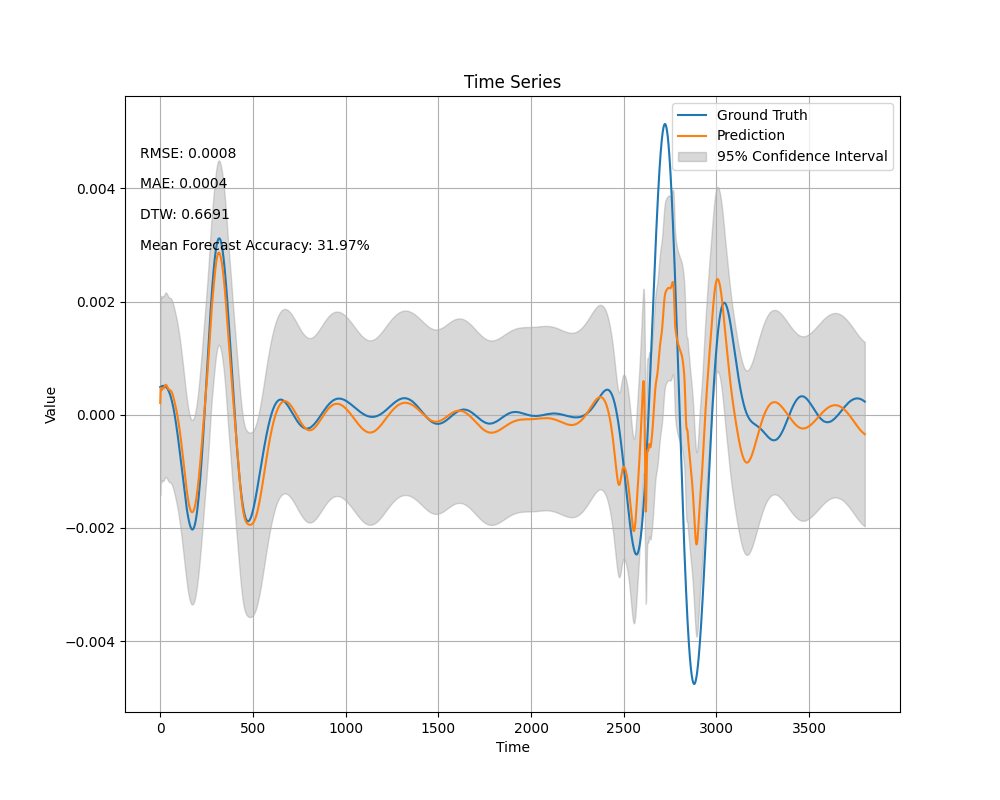 Time Series
Ground Truth
Prediction
95% Confidence Interval
RMSE: 0.0008
MAE: 0.0004
DTW: 0.6691
Mean Forecast Accuracy: 31.97%
0.004
0.002
0.000
−0.002
−0.004
Value
0 500 1000 1500 2000 2500 3000 3500
Time